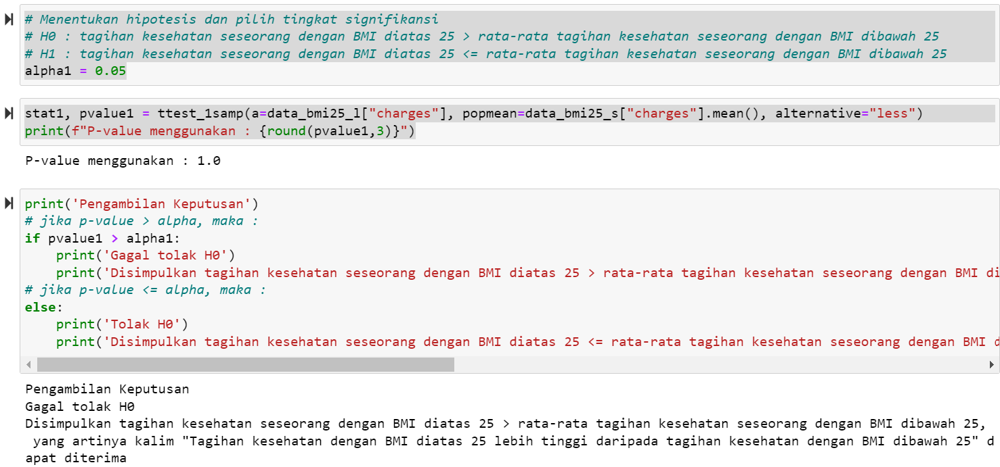 # Menentukan hipotesis dan pilih tingkat signifikansi
# H0 : tagihan kesehatan seseorang dengan BMI diatas 25 > rata-rata tagihan kesehatan seseorang dengan BMI dibawah 25
# H1 : tagihan kesehatan seseorang dengan BMI diatas 25 <= rata-rata tagihan kesehatan seseorang dengan BMI dibawah 25
alpha1 = 0.05
stat1, pvalue1 = ttest_1samp(a=data_bmi25_l["charges"], popmean=data_bmi25_s["charges"].mean(), alternative="less")
print(f"P-value menggunakan : {round(pvalue1,3)}")
P-value menggunakan : 1.0
print('Pengambilan Keputusan')
# jika p-value > alpha, maka :
if pvalue1 > alpha1:
    print('Gagal tolak H0')
    print('Disimpulkan tagihan kesehatan seseorang dengan BMI diatas 25 > rata-rata tagihan kesehatan seseorang dengan BMI di
# jika p-value <= alpha, maka :
else:
    print('Tolak H0')
    print('Disimpulkan tagihan kesehatan seseorang dengan BMI diatas 25 <= rata-rata tagihan kesehatan seseorang dengan BMI d
Pengambilan Keputusan
Gagal tolak H0
Disimpulkan tagihan kesehatan seseorang dengan BMI diatas 25 > rata-rata tagihan kesehatan seseorang dengan BMI dibawah 25,
 yang artinya kalim "Tagihan kesehatan dengan BMI diatas 25 lebih tinggi daripada tagihan kesehatan dengan BMI dibawah 25" d
apat diterima